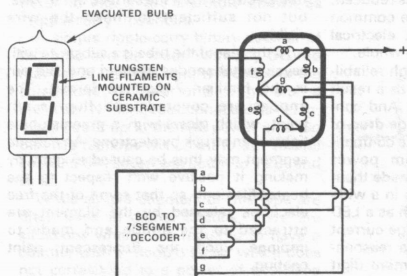 EVACUATED BULB
TUNGSTEN
LINE FILAMENTS
MOUNTED ON
CERAMIC
SUBSTRATE
a
b
e
c
d
+
BCD TO
7-SEGMENT
"DECODER"
a
b
c
d
e
f
g